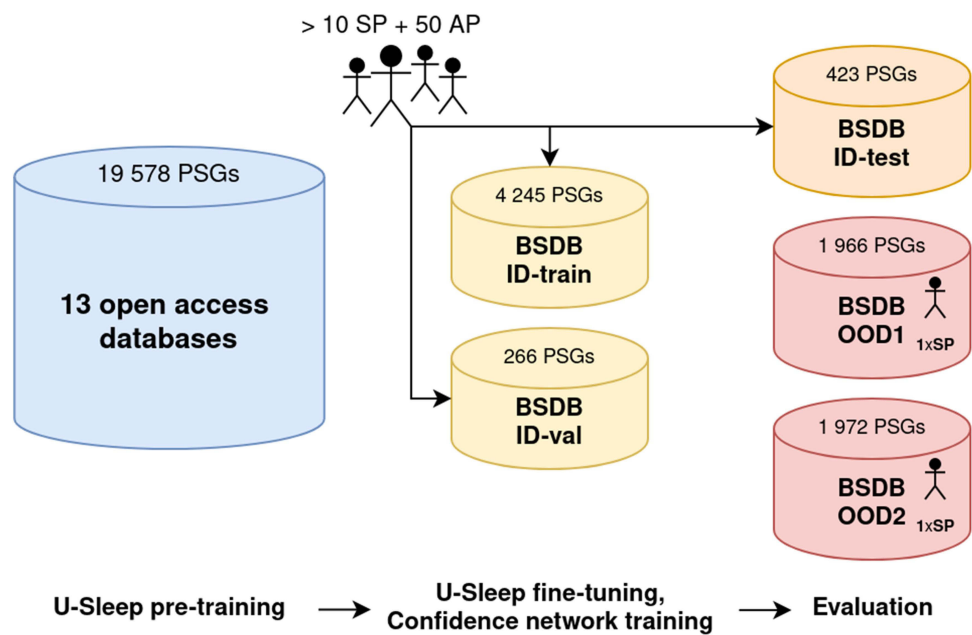 > 10 SP + 50 AP
19 578 PSGs
13 open access
databases
4 245 PSGs
BSDB
ID-train
266 PSGs
BSDB
ID-val
423 PSGs
BSDB
ID-test
1 966 PSGs
BSDB
OOD1
1xSP
1 972 PSGs
BSDB
OOD2
1xSP
U-Sleep pre-training
U-Sleep fine-tuning,
Confidence network training
Evaluation